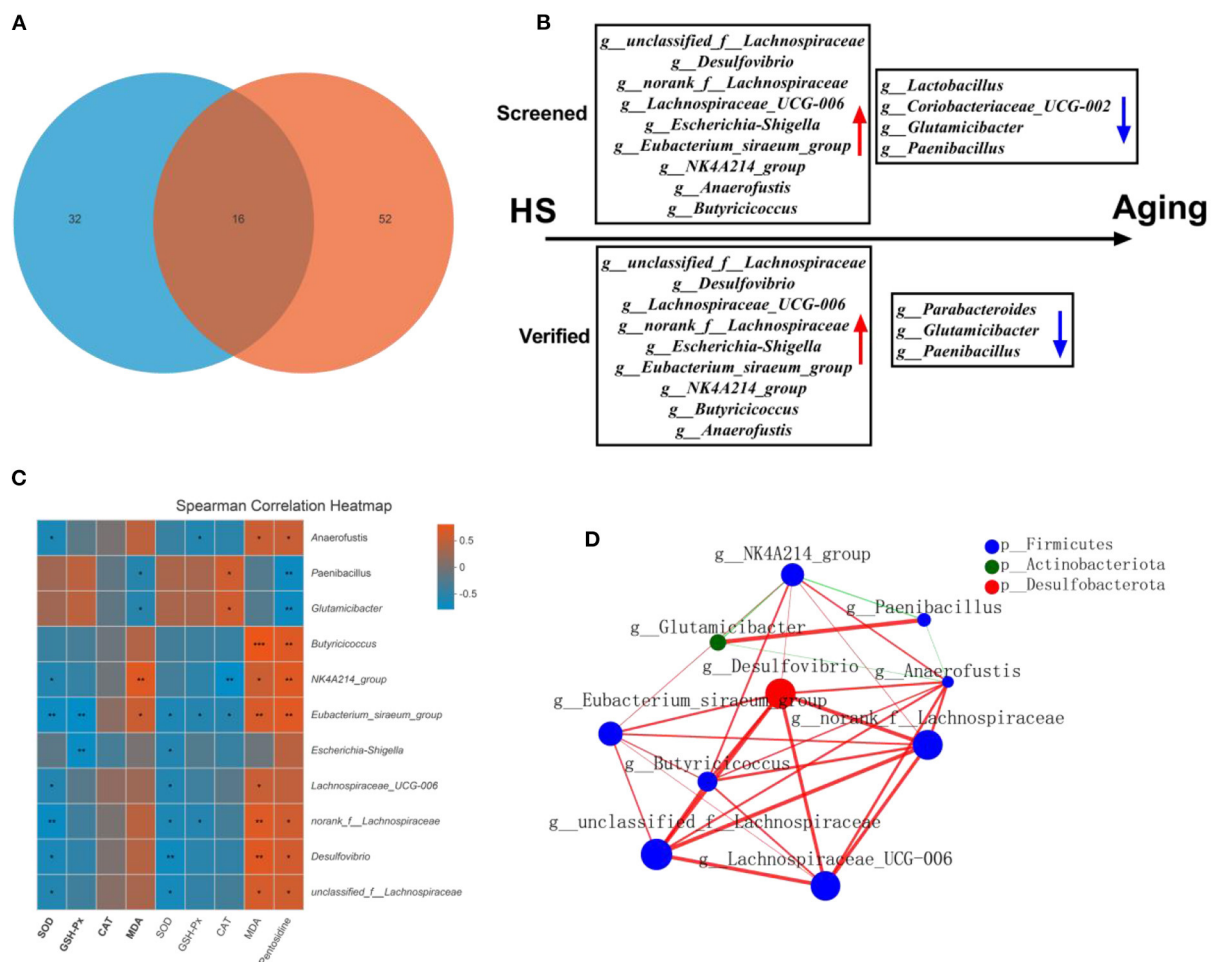 A
32
16
52
B
Screened
g__unclassified_f__Lachnospiraceae
g__Desulfovibrio
g__norank_f__Lachnospiraceae
g__Lachnospiraceae_UCG-006
g__Escherichia-Shigella
g__Eubacterium_siraeum_group
g__NK4A214_group
g__Anaerofustis
g__Butyricicoccus
g__Lactobacillus
g__Coriobacteriaceae_UCG-002
g__Glutamicibacter
g__Paenibacillus
HS
Aging
Verified
g__unclassified_f__Lachnospiraceae
g__Desulfovibrio
g__Lachnospiraceae_UCG-006
g__norank_f__Lachnospiraceae
g__Escherichia-Shigella
g__Eubacterium_siraeum_group
g__NK4A214_group
g__Butyricicoccus
g__Anaerofustis
g__Parabacteroides
g__Glutamicibacter
g__Paenibacillus
C
Spearman Correlation Heatmap
* * * *
* * **
* * **
*** **
* ** ** * **
** ** * * * * ** **
** *
* * *
** * * ** *
* ** ** *
* * * *
Anaerofustis
Paenibacillus
Glutamicibacter
Butyricicoccus
NK4A214_group
Eubacterium_siraeum_group
Escherichia-Shigella
Lachnospiraceae_UCG-006
norank_f__Lachnospiraceae
Desulfovibrio
unclassified_f__Lachnospiraceae
SOD
GSH-Px
CAT
MDA
SOD
GSH-Px
CAT
MDA
Pentosidine
0.5
0
-0.5
D
p__Firmicutes
p__Actinobacteriota
p__Desulfobacterota
g__NK4A214_group
g__Paenibacillus
g__Glutamicibacter
g__Desulfovibrio
g__Anaerofustis
g__Eubacterium_siraeum_group
g__norank_f__Lachnospiraceae
g__Butyricicoccus
g__unclassified_f__Lachnospiraceae
g__Lachnospiraceae_UCG-006